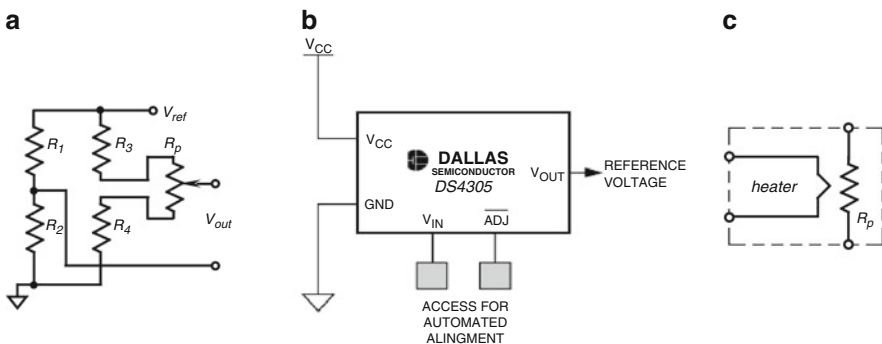 a
V_ref
R_1
R_3
R_p
R_2
R_4
V_out
b
V_CC
V_CC
DALLAS
SEMICONDUCTOR
DS4305
V_OUT
REFERENCE
VOLTAGE
GND
V_IN
ADJ
ACCESS FOR
AUTOMATED
ALINGMENT
c
heater
R_p